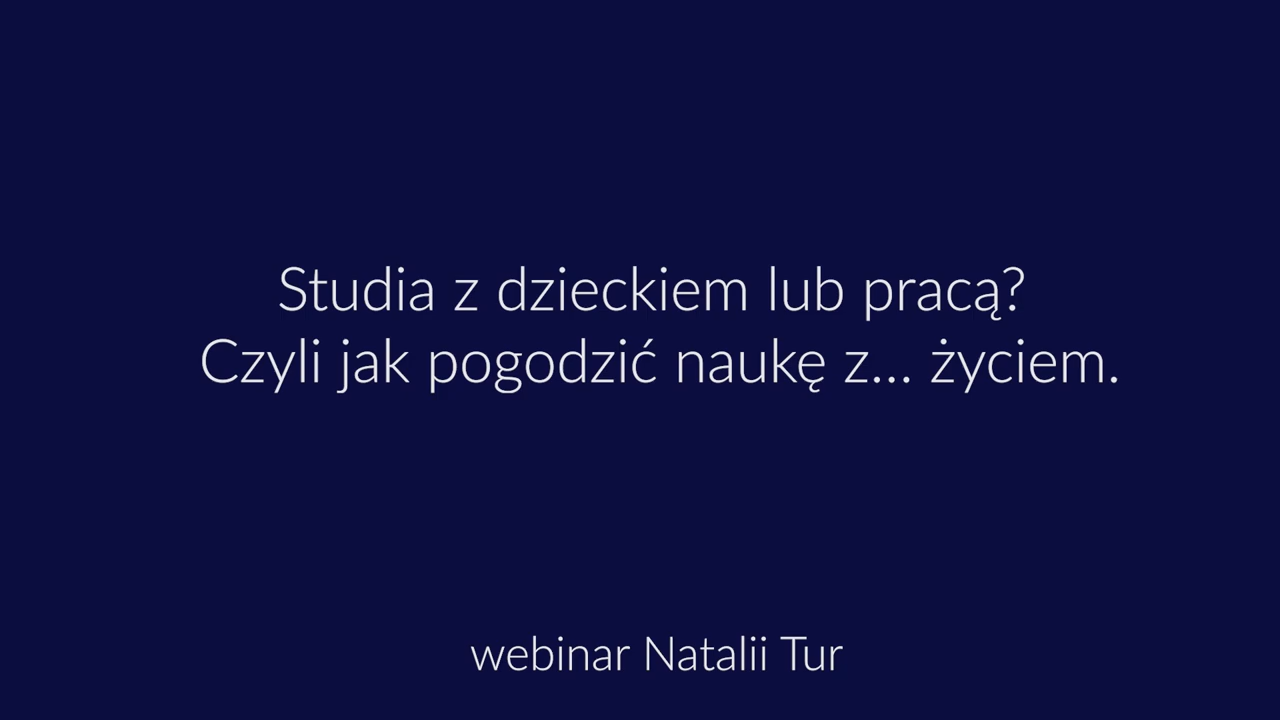 Studia z dzieckiem lub pracą?
Czyli jak pogodzić naukę z... życiem.
webinar Natalii Tur